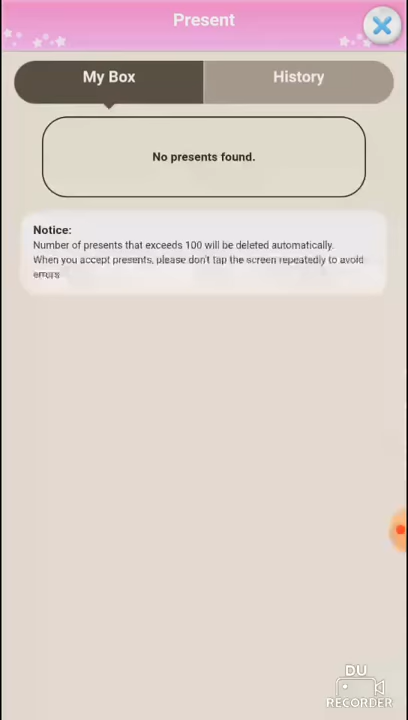 Present
My Box
History
No presents found.
Notice:
Number of presents that exceeds 100 will be deleted automatically.
When you accept presents, please don't tap the screen repeatedly to avoid
errors
DU
RECORDER